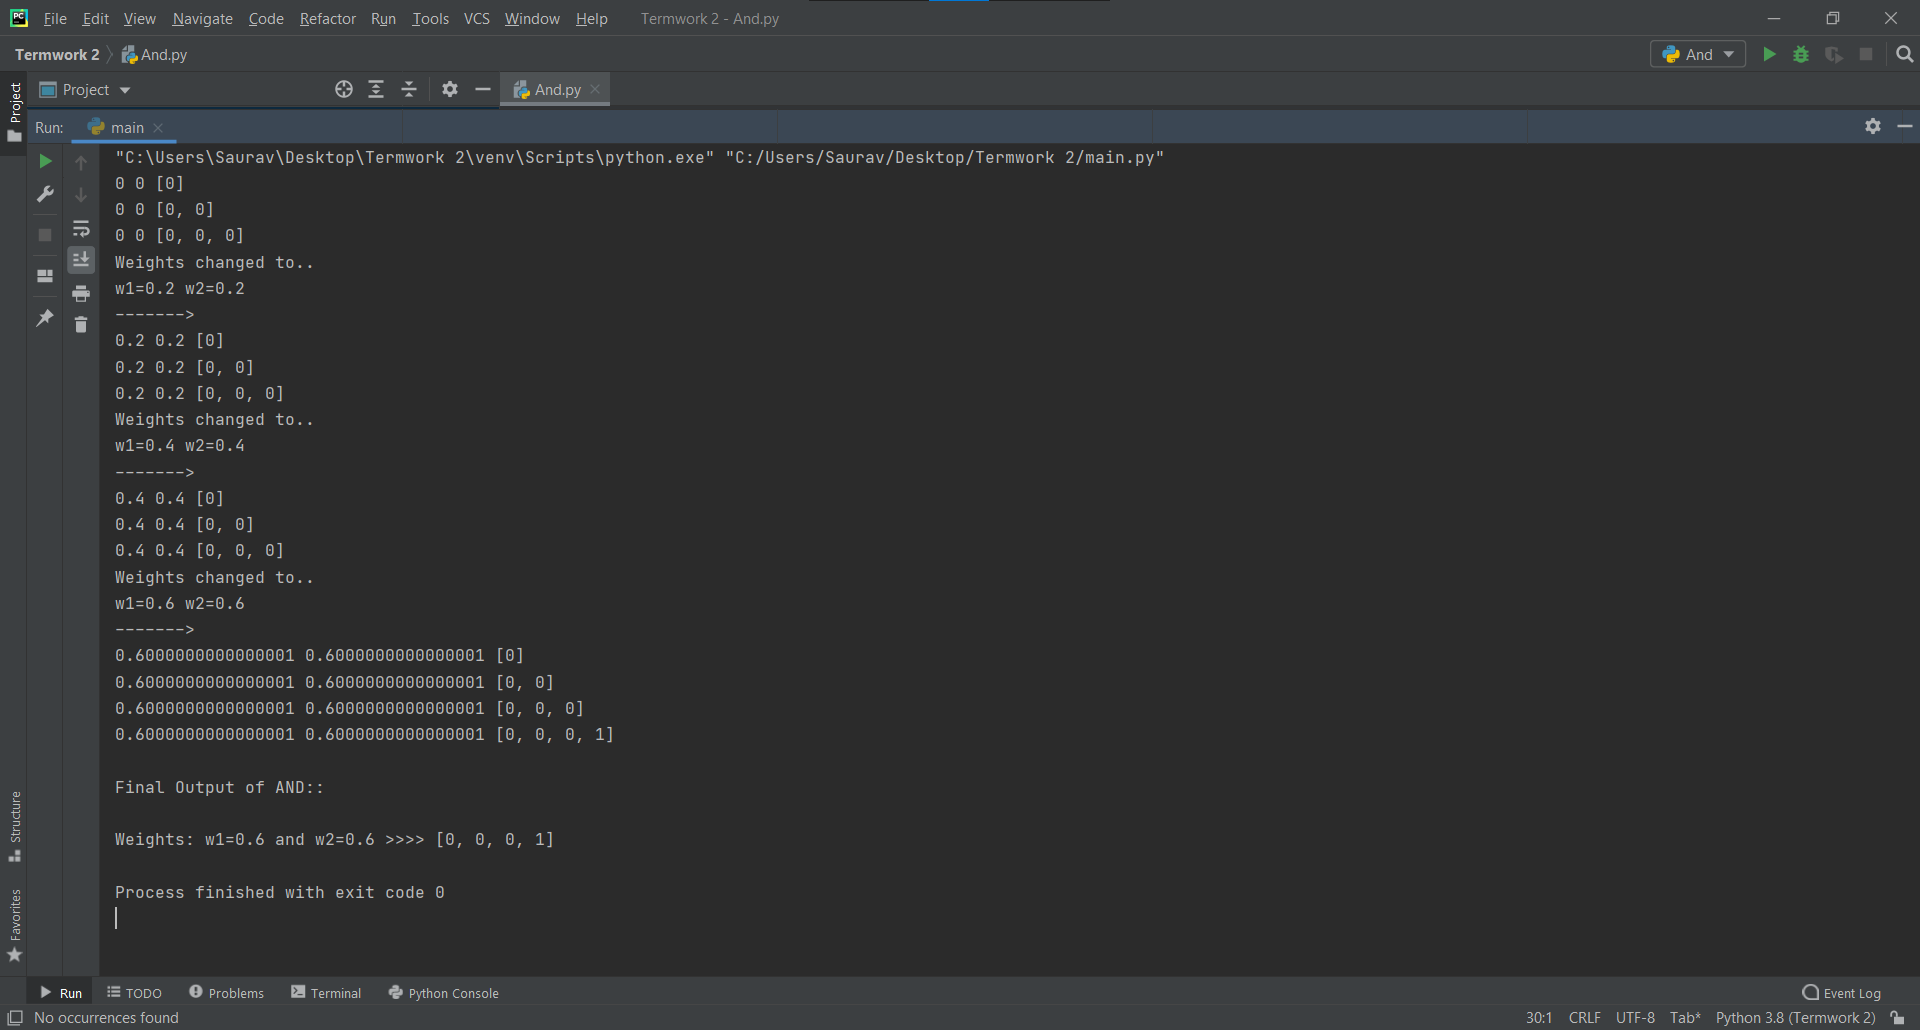 PC File Edit View Navigate Code Refactor Run Tools VCS Window Help Termwork 2 - And.py
Termwork 2 And.py And
Project And.py
Project
Run: main
"C:\Users\Saurav\Desktop\Termwork 2\venv\Scripts\python.exe" "C:/Users/Saurav/Desktop/Termwork 2/main.py"
0 0 [0]
0 0 [0, 0]
0 0 [0, 0, 0]
Weights changed to..
w1=0.2 w2=0.2
------->
0.2 0.2 [0]
0.2 0.2 [0, 0]
0.2 0.2 [0, 0, 0]
Weights changed to..
w1=0.4 w2=0.4
------->
0.4 0.4 [0]
0.4 0.4 [0, 0]
0.4 0.4 [0, 0, 0]
Weights changed to..
w1=0.6 w2=0.6
------->
0.6000000000000001 0.6000000000000001 [0]
0.6000000000000001 0.6000000000000001 [0, 0]
0.6000000000000001 0.6000000000000001 [0, 0, 0]
0.6000000000000001 0.6000000000000001 [0, 0, 0, 1]
Final Output of AND::
Weights: w1=0.6 and w2=0.6 >>>> [0, 0, 0, 1]
Process finished with exit code 0
Structure
Favorites
Run TODO Problems Terminal Python Console Event Log
No occurrences found 30:1 CRLF UTF-8 Tab* Python 3.8 (Termwork 2)